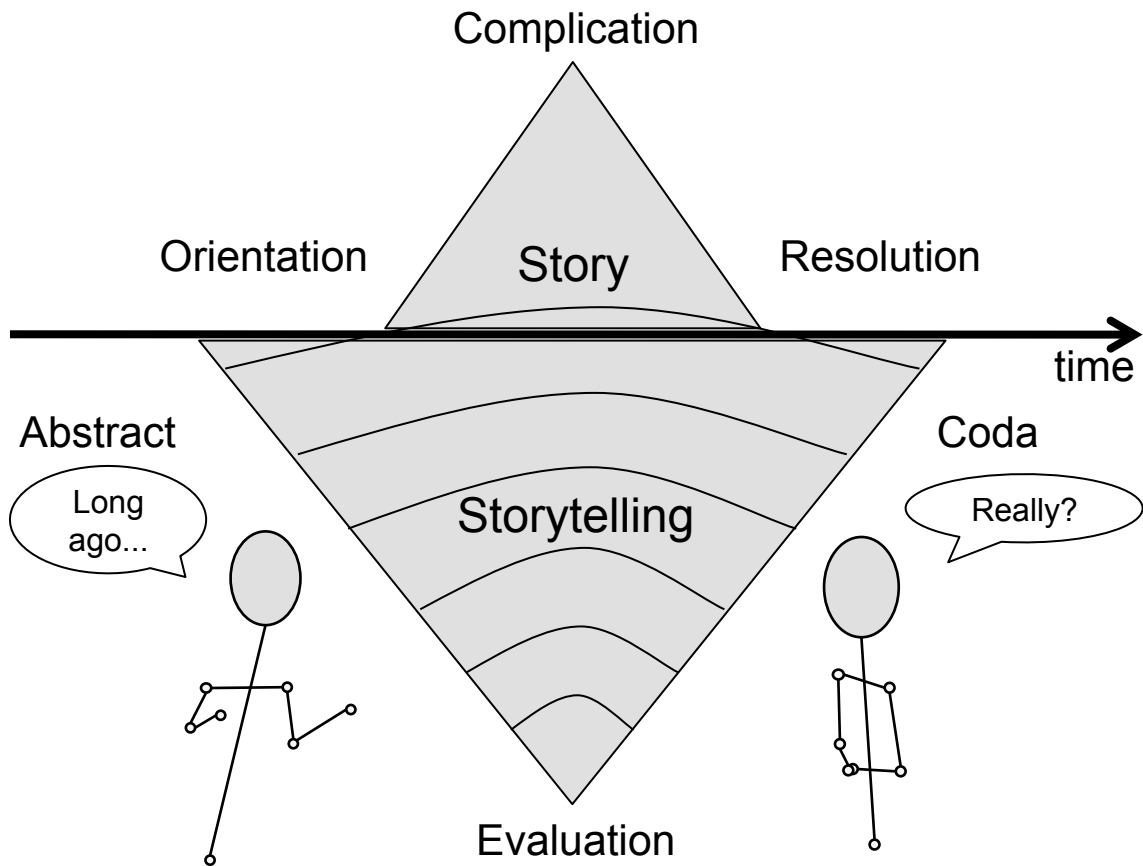 Complication
Orientation
Story
Resolution
time
Abstract
Coda
Long
ago...
Really?
Storytelling
Evaluation